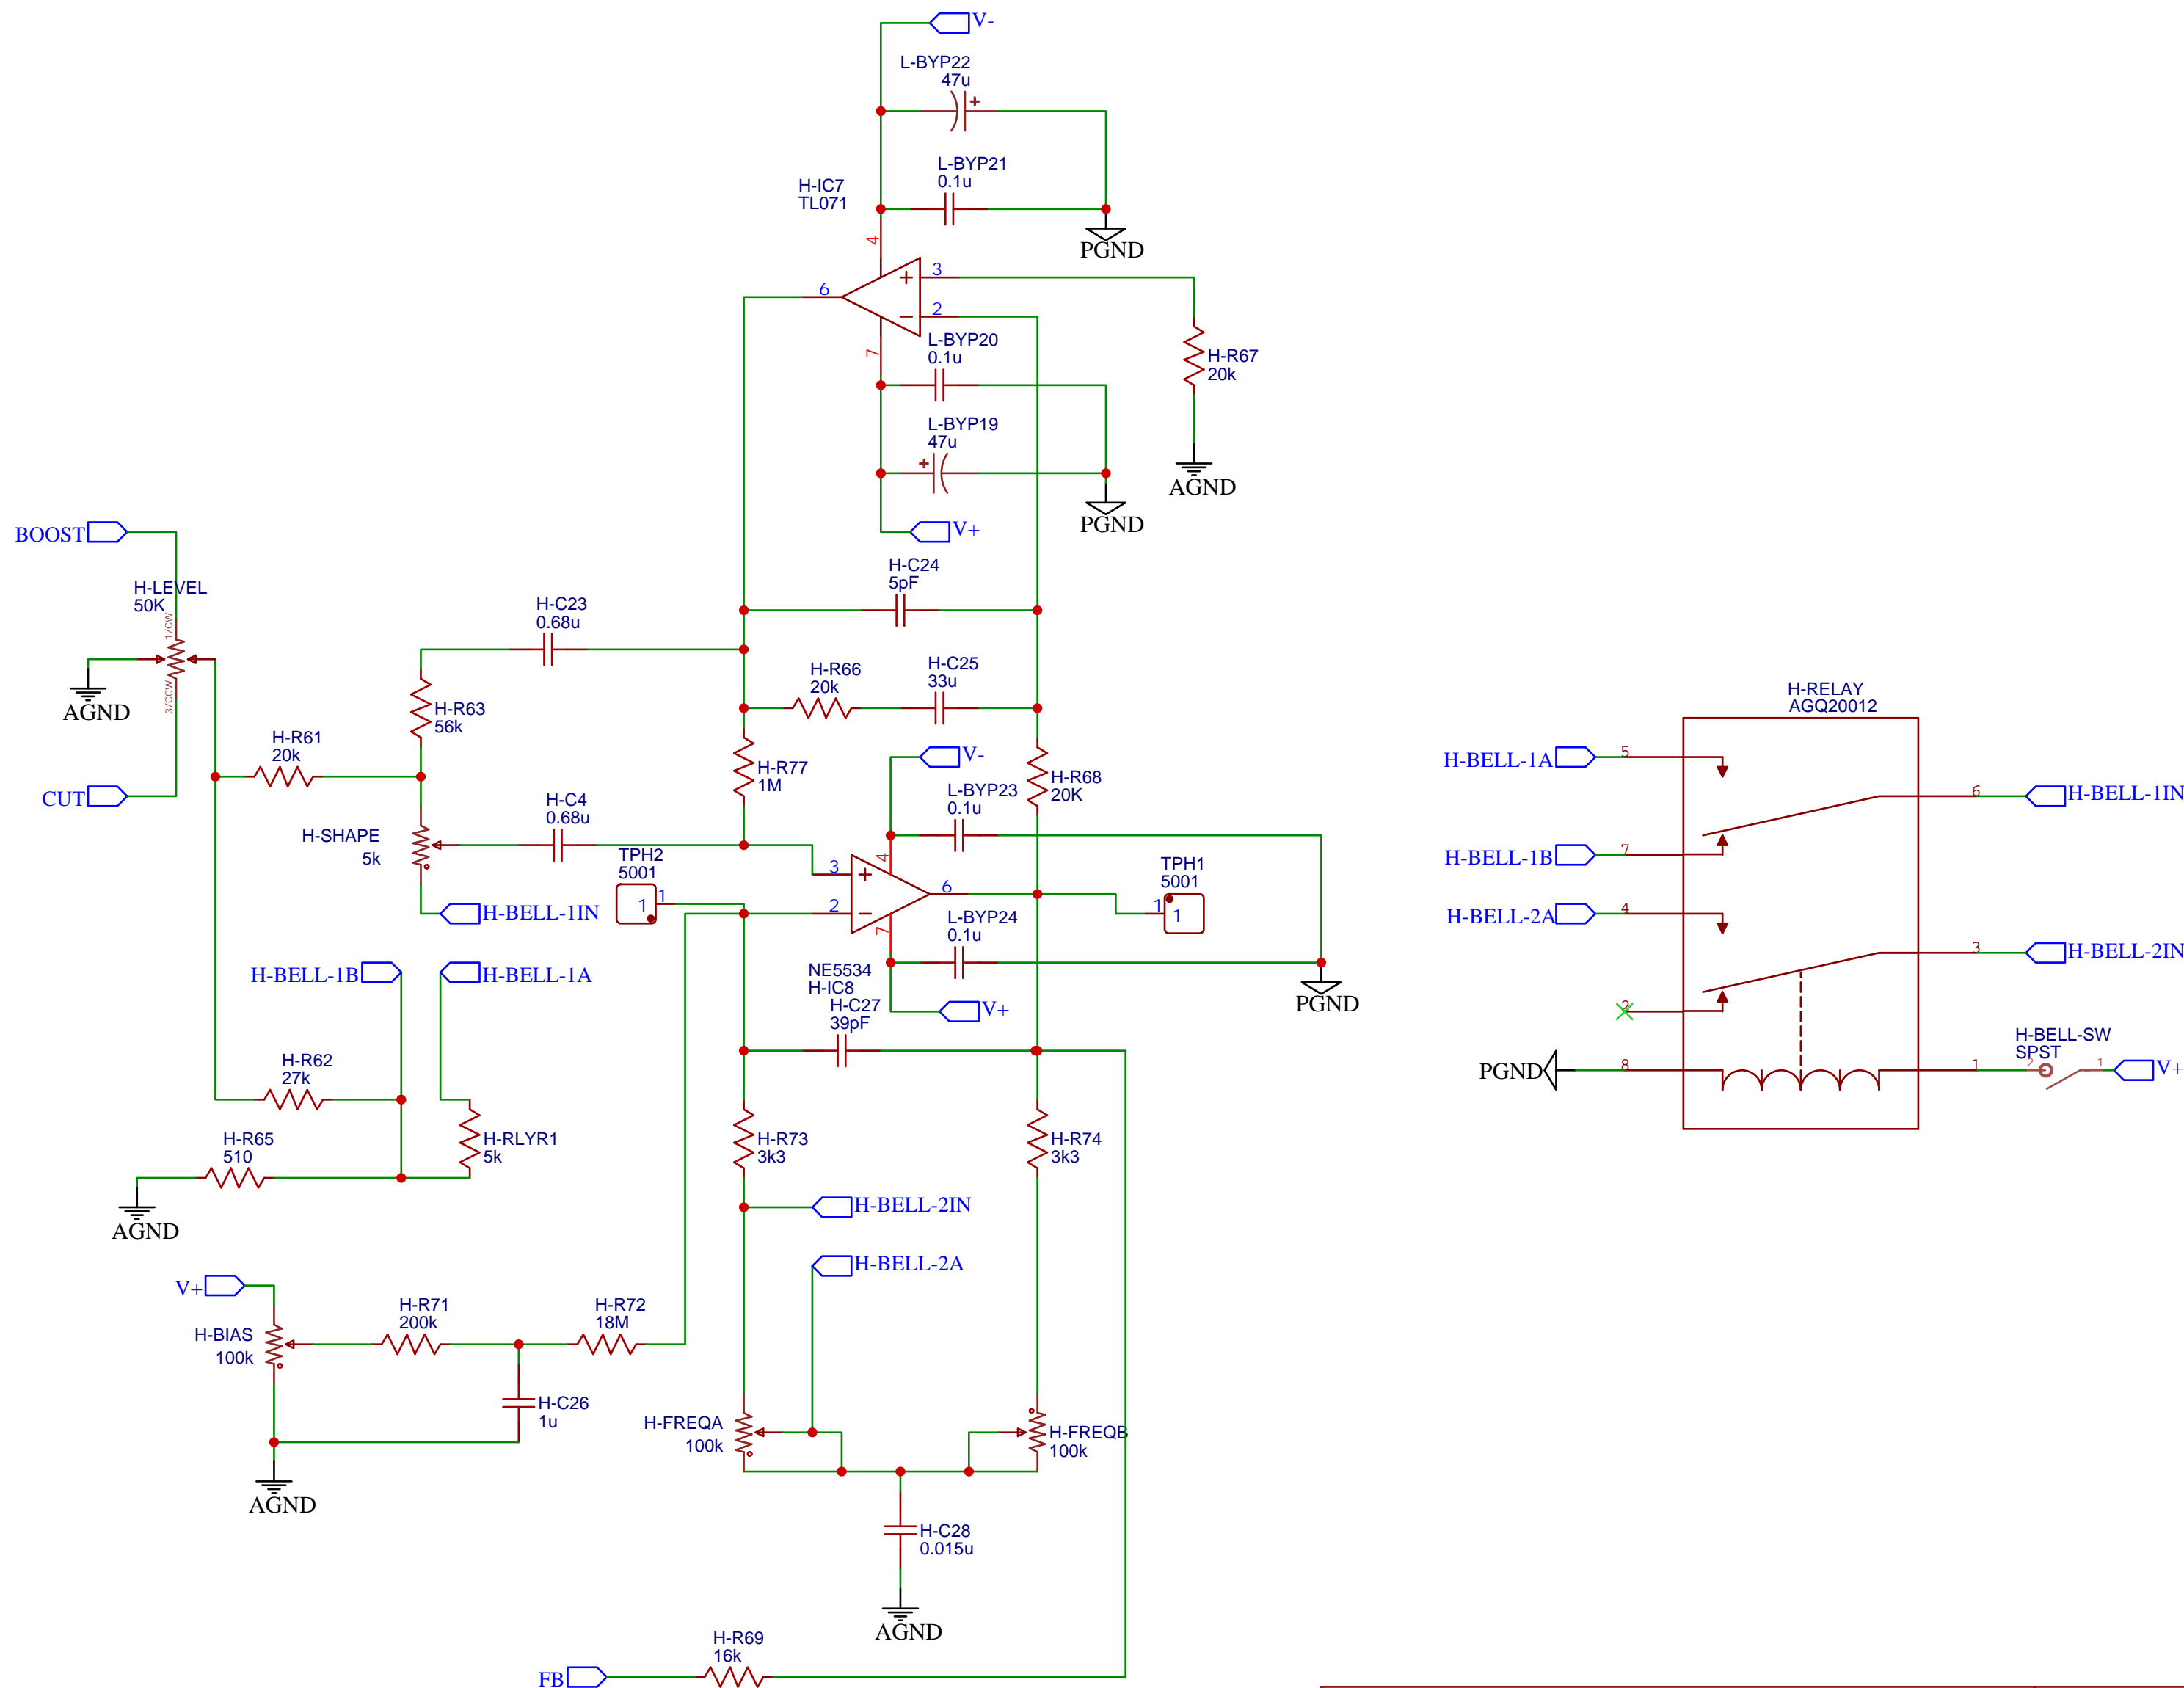 V-
L-BYP22
47u
L-BYP21
0.1u
H-IC7
TL071
PGND
4
3
6
2
7
L-BYP20
0.1u
H-R67
20k
L-BYP19
47u
AGND
PGND
BOOST
V+
H-C24
5pF
H-LEVEL
50K
1/CW
3/CCW
AGND
H-C23
0.68u
H-R63
56k
H-R66
20k
H-C25
33u
H-RELAY
AGQ20012
H-R61
20k
CUT
H-R77
1M
V-
H-R68
20K
L-BYP23
0.1u
H-C4
0.68u
H-SHAPE
5k
TPH2
5001
1
1
3
2
4
6
7
TPH1
5001
1
1
H-BELL-1IN
L-BYP24
0.1u
H-BELL-1A
5
H-BELL-1B
7
H-BELL-2A
4
6
H-BELL-1IN
3
H-BELL-2IN
2
H-BELL-1B
H-BELL-1A
NE5534
H-IC8
H-C27
39pF
V+
PGND
PGND
8
1
H-BELL-SW
SPST
2
1
V+
H-R62
27k
H-R65
510
H-RLYR1
5k
H-R73
3k3
H-R74
3k3
AGND
H-BELL-2IN
H-BELL-2A
V+
H-BIAS
100k
H-R71
200k
H-R72
18M
H-C26
1u
AGND
H-FREQA
100k
H-FREQB
100k
H-C28
0.015u
AGND
H-R69
16k
FB